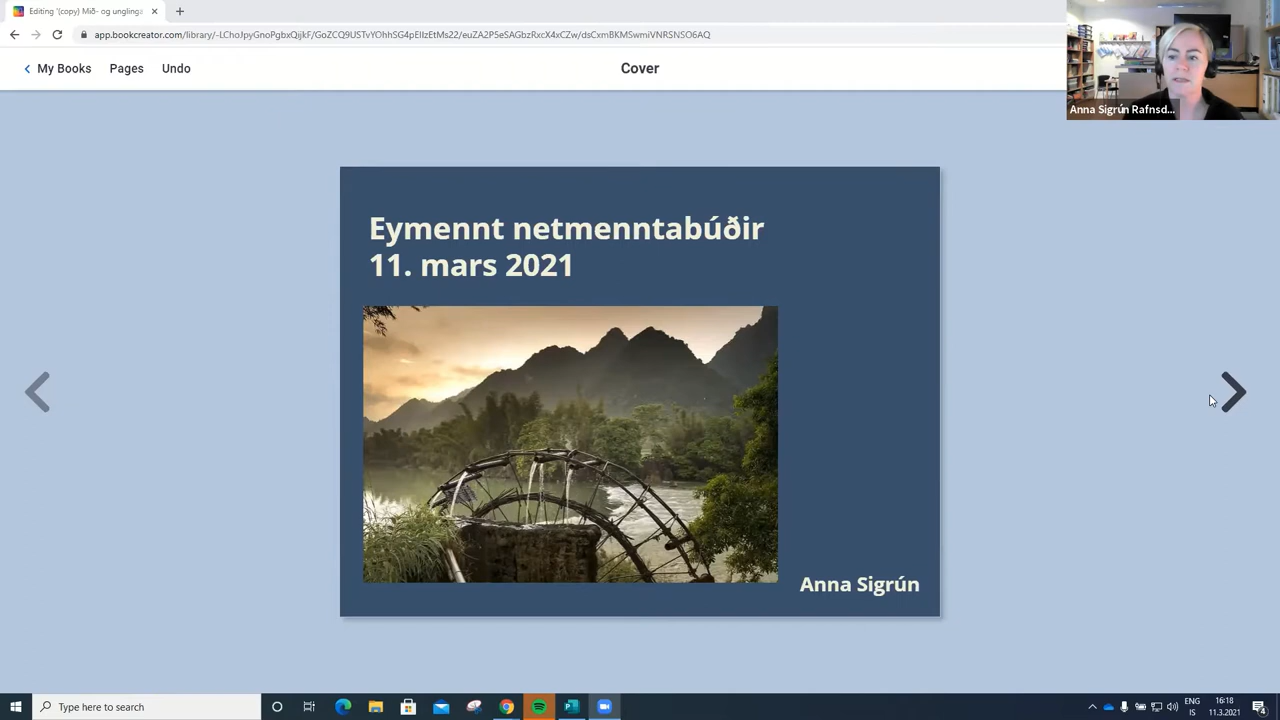 Editing '(copy) Mið- og unglinga
app.bookcreator.com/library/-LChoJpyGnoPgbxQijkF/GoZCQ9USTVfOhhSG4pEIIzEtMs22/euZA2P5eSAGbzRxcX4xCZw/dsCxmBKMSwmiVNRSNSO6AQ
My Books Pages Undo
Cover
Anna Sigrún Rafnsd...
Eymennt netmenntabúðir
11. mars 2021
Anna Sigrún
Type here to search
ENG
IS
16:18
11.3.2021
4